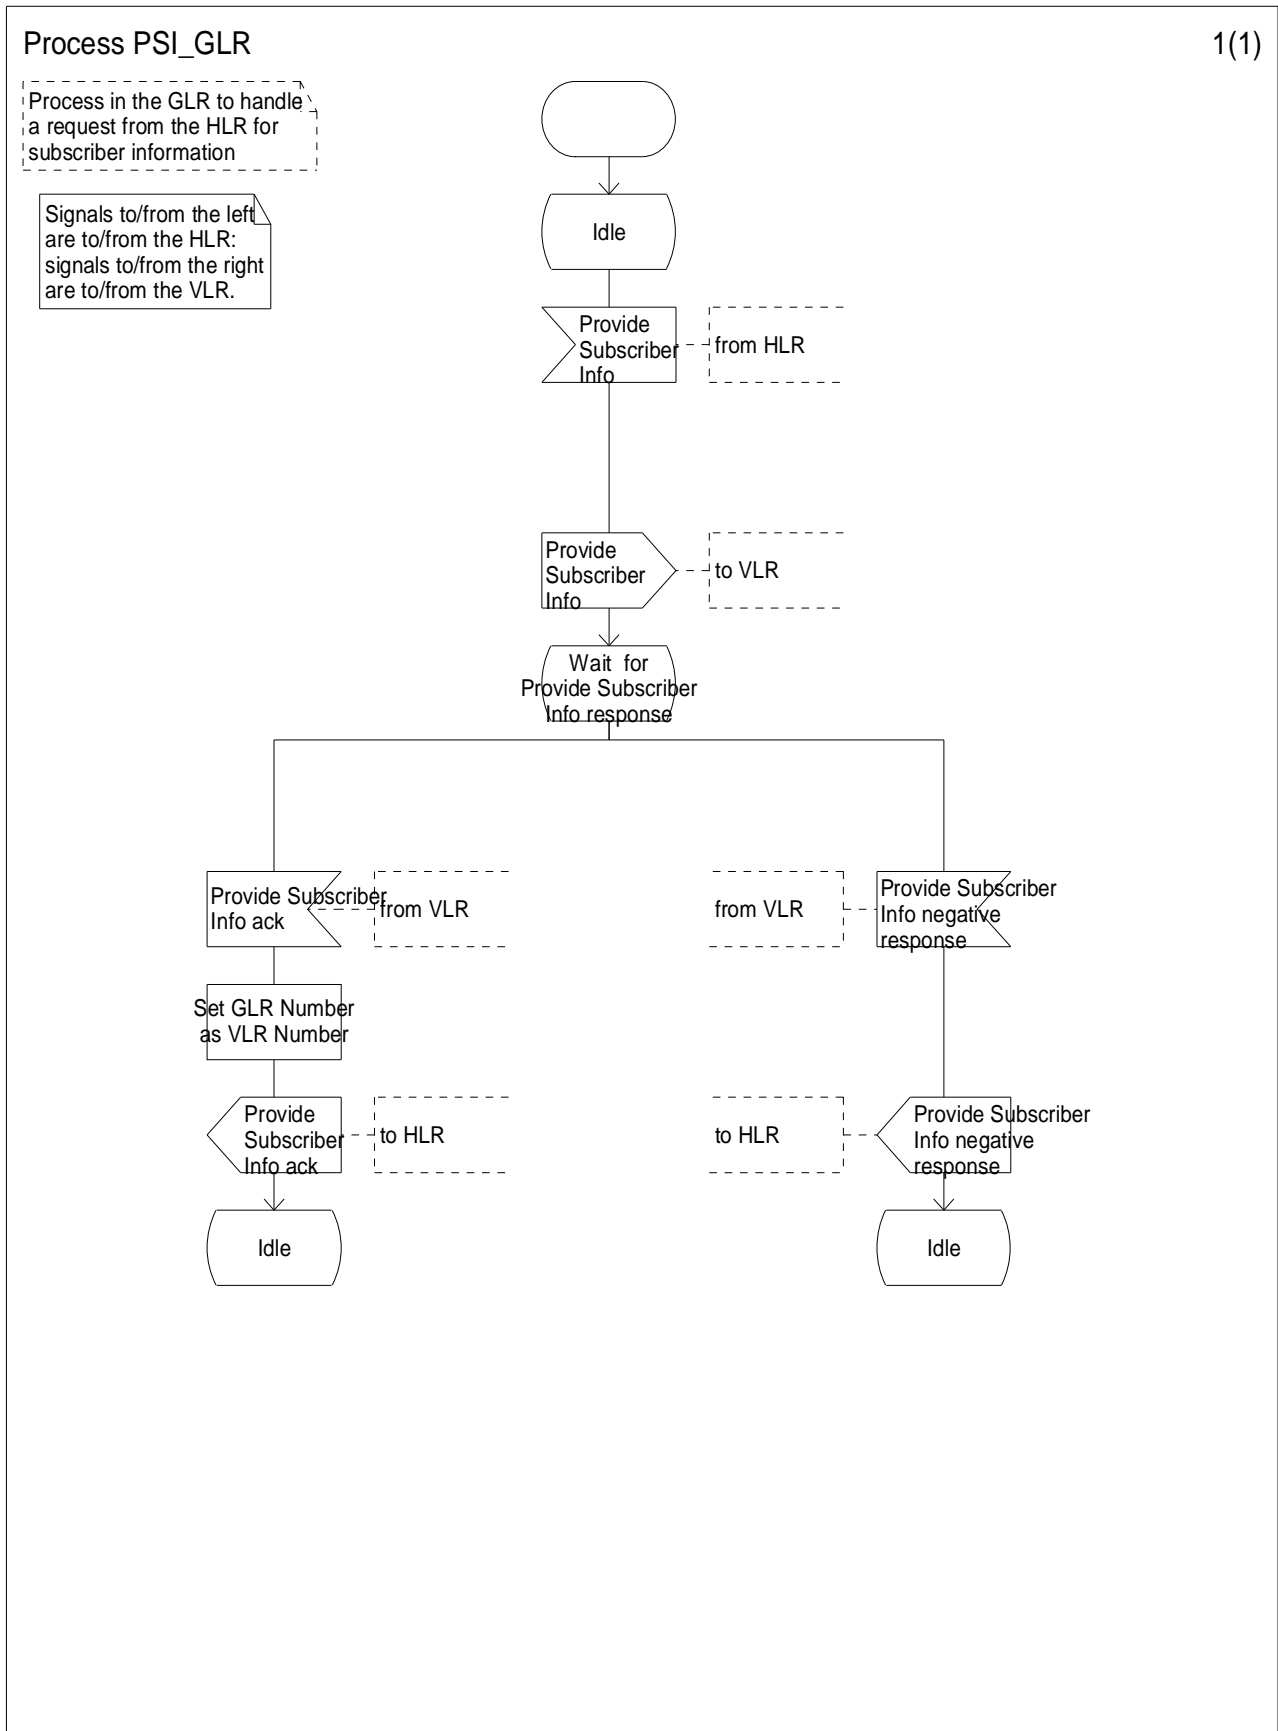 Process PSI_GLR
1(1)
Process in the GLR to handle
a request from the HLR for
subscriber information
Signals to/from the left
are to/from the HLR:
signals to/from the right
are to/from the VLR.
Idle
Provide
Subscriber
Info
from HLR
Provide
Subscriber
Info
to VLR
Wait for
Provide Subscriber
Info response
Provide Subscriber
Info ack
from VLR
from VLR
Provide Subscriber
Info negative
response
Set GLR Number
as VLR Number
Provide
Subscriber
Info ack
to HLR
to HLR
Provide Subscriber
Info negative
response
Idle
Idle